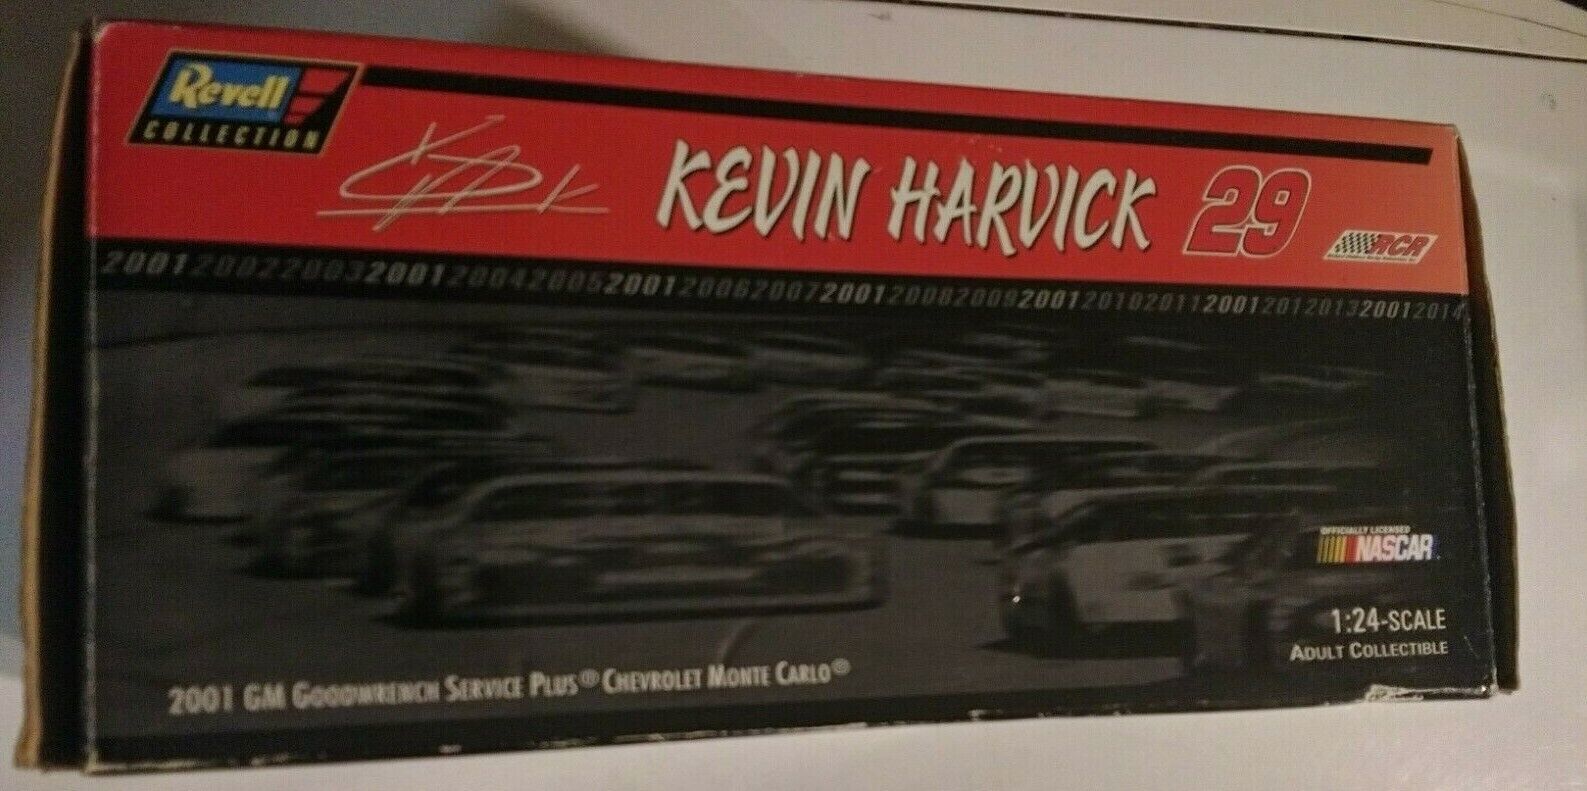 Revell
COLLECTION
KEVIN HARVICK 29
RCR
20012002200320012004200520012006200720012008200920012010201120012012201320012014
OFFICIALLY LICENSED
NASCAR
1:24-SCALE
ADULT COLLECTIBLE
2001 GM GOODWRENCH SERVICE PLUS® CHEVROLET MONTE CARLO®